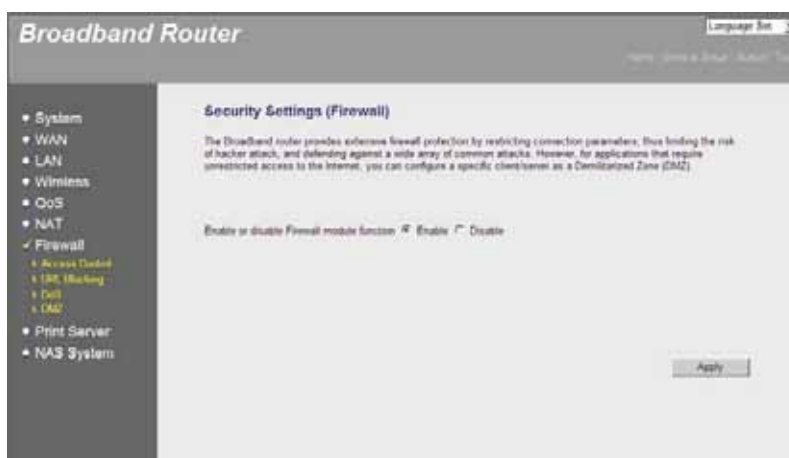 Broadband Router
Language Set
System
WAN
LAN
Wireless
QoS
NAT
Firewall
Access Control
URL Blocking
DoS
DMZ
Print Server
NAS System
Security Settings (Firewall)
The Broadband router provides extensive firewall protection by restricting connection parameters, thus limiting the risk
of hacker attack, and defending against a wide array of common attacks. However, for applications that require
unrestricted access to the Internet, you can configure a specific client/server as a Demilitarized Zone (DMZ).
Enable or disable Firewall module function Enable Disable
Apply